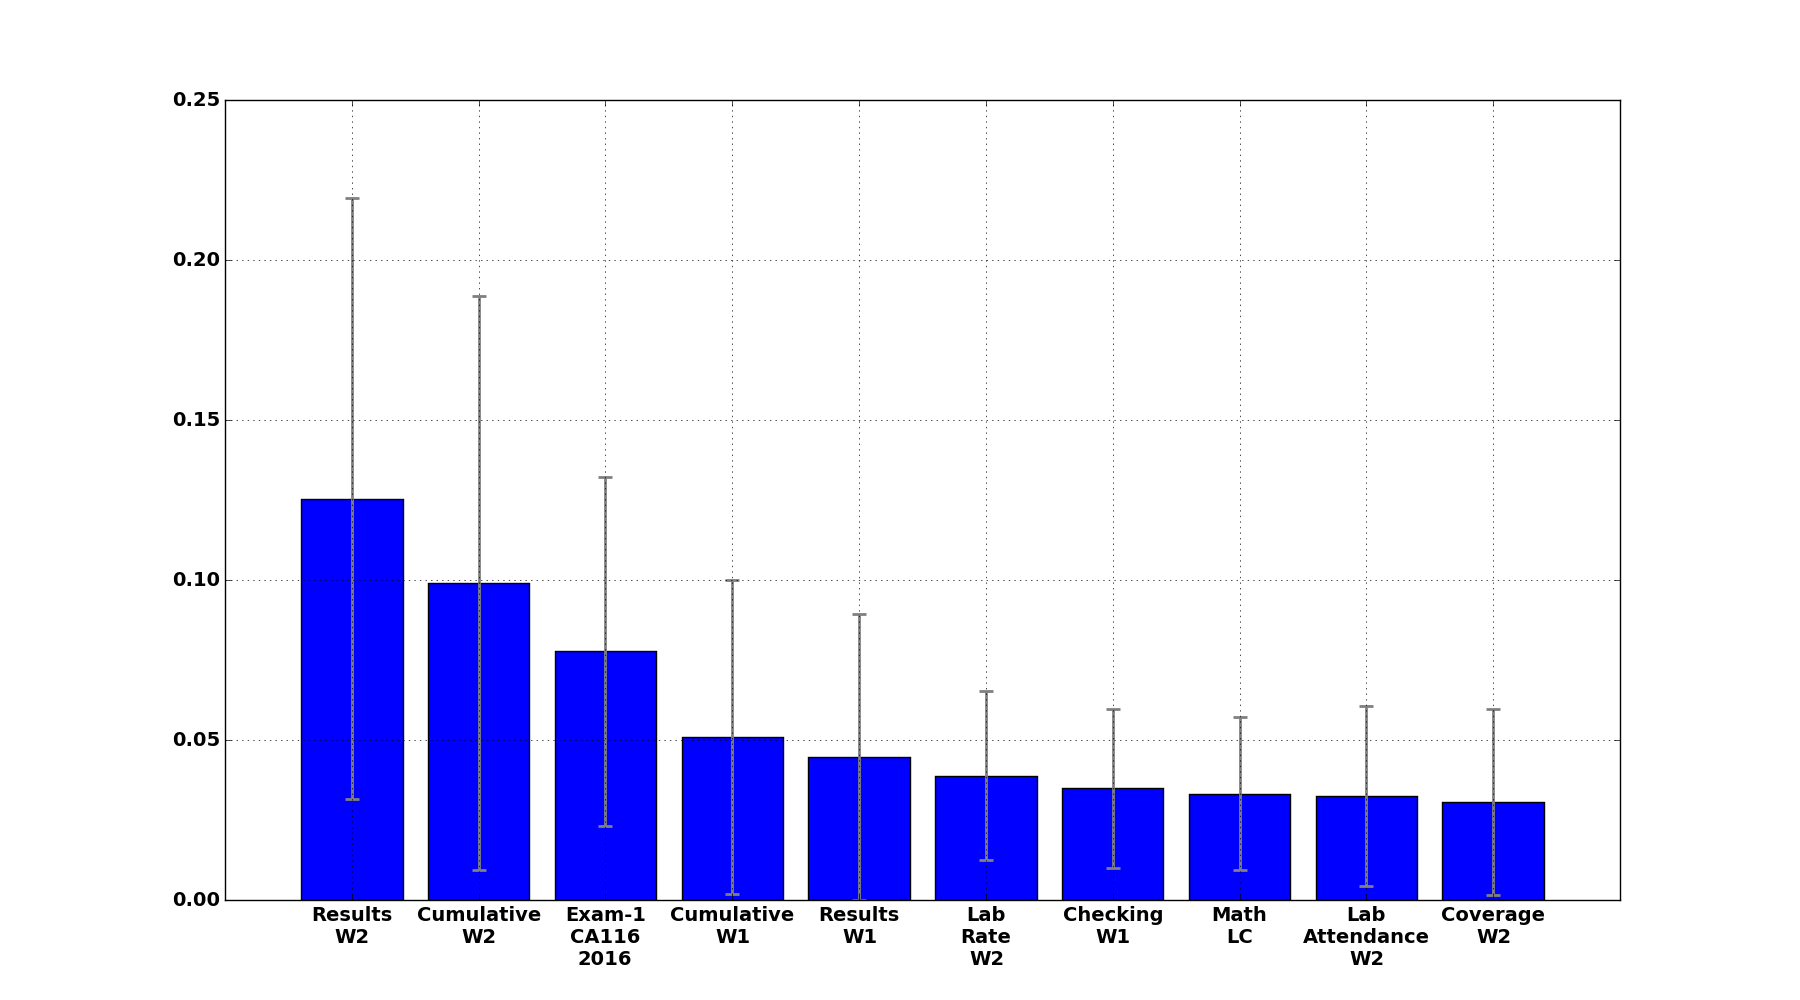 0.25
0.20
0.15
0.10
0.05
0.00
Results W2
Cumulative W2
Exam-1 CA116 2016
Cumulative W1
Results W1
Lab Rate W2
Checking W1
Math LC
Lab Attendance W2
Coverage W2